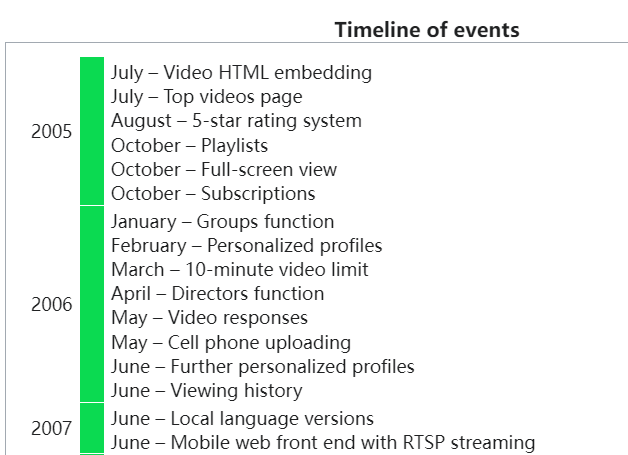 Timeline of events
2005
July – Video HTML embedding
July – Top videos page
August – 5-star rating system
October – Playlists
October – Full-screen view
October – Subscriptions
2006
January – Groups function
February – Personalized profiles
March – 10-minute video limit
April – Directors function
May – Video responses
May – Cell phone uploading
June – Further personalized profiles
June – Viewing history
2007
June – Local language versions
June – Mobile web front end with RTSP streaming